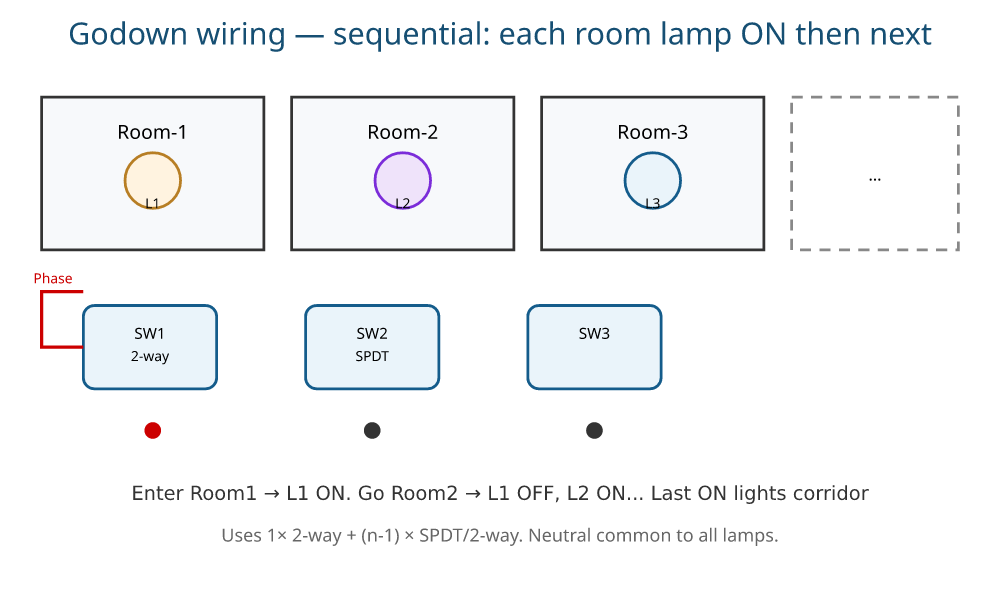 Godown wiring — sequential: each room lamp ON then next
Room-1
Room-2
Room-3
L1
L2
L3
...
Phase
SW1
2-way
SW2
SPDT
SW3
Enter Room1 → L1 ON. Go Room2 → L1 OFF, L2 ON... Last ON lights corridor
Uses 1× 2-way + (n-1) × SPDT/2-way. Neutral common to all lamps.